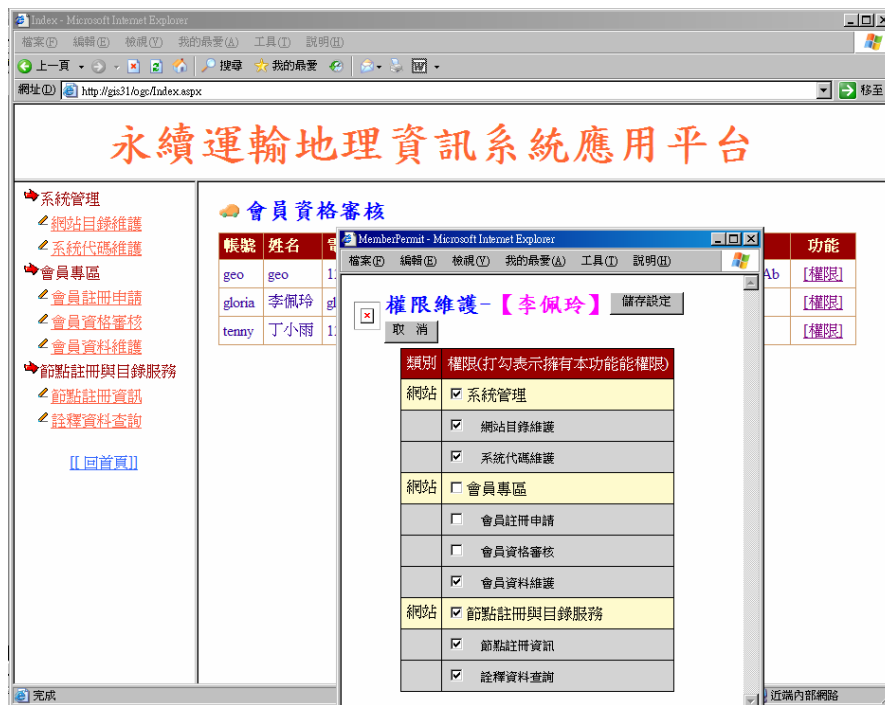 Index - Microsoft Internet Explorer
檔案(F) 編輯(E) 檢視(V) 我的最愛(A) 工具(T) 說明(H)
上一頁 搜尋 我的最愛
網址(D) http://gis31/ogc/Index.aspx 移至
永續運輸地理資訊系統應用平台
系統管理
網站目錄維護
系統代碼維護
會員專區
會員註冊申請
會員資格審核
會員資料維護
節點註冊與目錄服務
節點註冊資訊
詮釋資料查詢
[[ 回首頁]]
會員資格審核
帳號 姓名 功能
geo geo Ab [權限]
gloria 李佩玲 [權限]
tenny 丁小雨 [權限]
MemberPermit - Microsoft Internet Explorer
檔案(F) 編輯(E) 檢視(V) 我的最愛(A) 工具(T) 說明(H)
權限維護-【李佩玲】 儲存設定
取 消
類別 權限(打勾表示擁有本功能能權限)
網站 系統管理
網站目錄維護
系統代碼維護
網站 會員專區
會員註冊申請
會員資格審核
會員資料維護
網站 節點註冊與目錄服務
節點註冊資訊
詮釋資料查詢
完成 近端內部網路